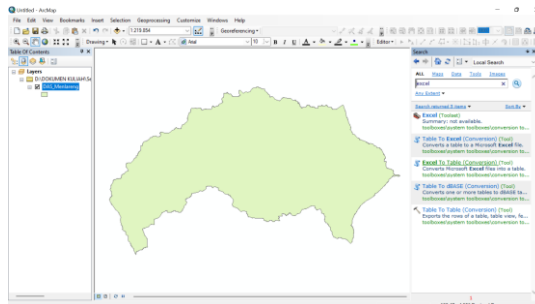 Untitled - ArcMap
File Edit View Bookmarks Insert Selection Geoprocessing Customize Windows Help
Georeferencing
Drawing
Arial
10
B I U A
Editor
Table Of Contents
Layers
DAS_Mentarang
Search
Local Search
ALL Maps Data Tools Images
excel
Any Extent
Search returned 5 items
Sort By
Excel (Toolset)
Summary: not available.
toolboxes\system toolboxes\conversion to...
Table To Excel (Conversion) (Tool)
Converts a table to a Microsoft Excel file.
toolboxes\system toolboxes\conversion to...
Excel To Table (Conversion) (Tool)
Converts Microsoft Excel files into a table.
toolboxes\system toolboxes\conversion to...
Table To dBASE (Conversion) (Tool)
Converts one or more tables to dBASE ta...
toolboxes\system toolboxes\conversion to...
Table To Table (Conversion) (Tool)
Exports the rows of a table, table view, fe...
toolboxes\system toolboxes\conversion to...